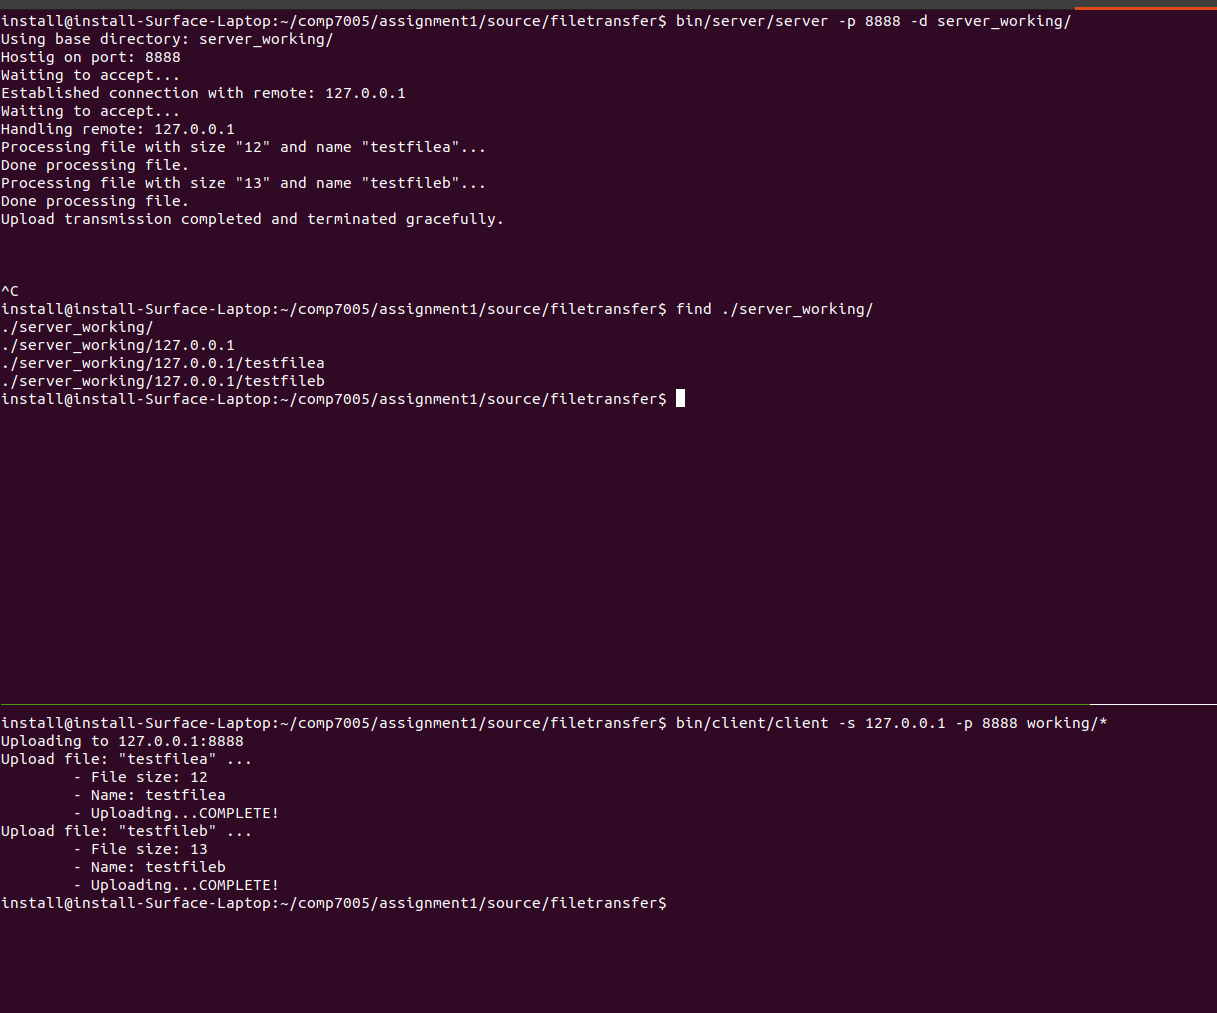 install@install-Surface-Laptop:~/comp7005/assignment1/source/filetransfer$ bin/server/server -p 8888 -d server_working/
Using base directory: server_working/
Hostig on port: 8888
Waiting to accept...
Established connection with remote: 127.0.0.1
Waiting to accept...
Handling remote: 127.0.0.1
Processing file with size "12" and name "testfilea"...
Done processing file.
Processing file with size "13" and name "testfileb"...
Done processing file.
Upload transmission completed and terminated gracefully.
^C
install@install-Surface-Laptop:~/comp7005/assignment1/source/filetransfer$ find ./server_working/
./server_working/
./server_working/127.0.0.1
./server_working/127.0.0.1/testfilea
./server_working/127.0.0.1/testfileb
install@install-Surface-Laptop:~/comp7005/assignment1/source/filetransfer$
install@install-Surface-Laptop:~/comp7005/assignment1/source/filetransfer$ bin/client/client -s 127.0.0.1 -p 8888 working/*
Uploading to 127.0.0.1:8888
Upload file: "testfilea" ...
        - File size: 12
        - Name: testfilea
        - Uploading...COMPLETE!
Upload file: "testfileb" ...
        - File size: 13
        - Name: testfileb
        - Uploading...COMPLETE!
install@install-Surface-Laptop:~/comp7005/assignment1/source/filetransfer$